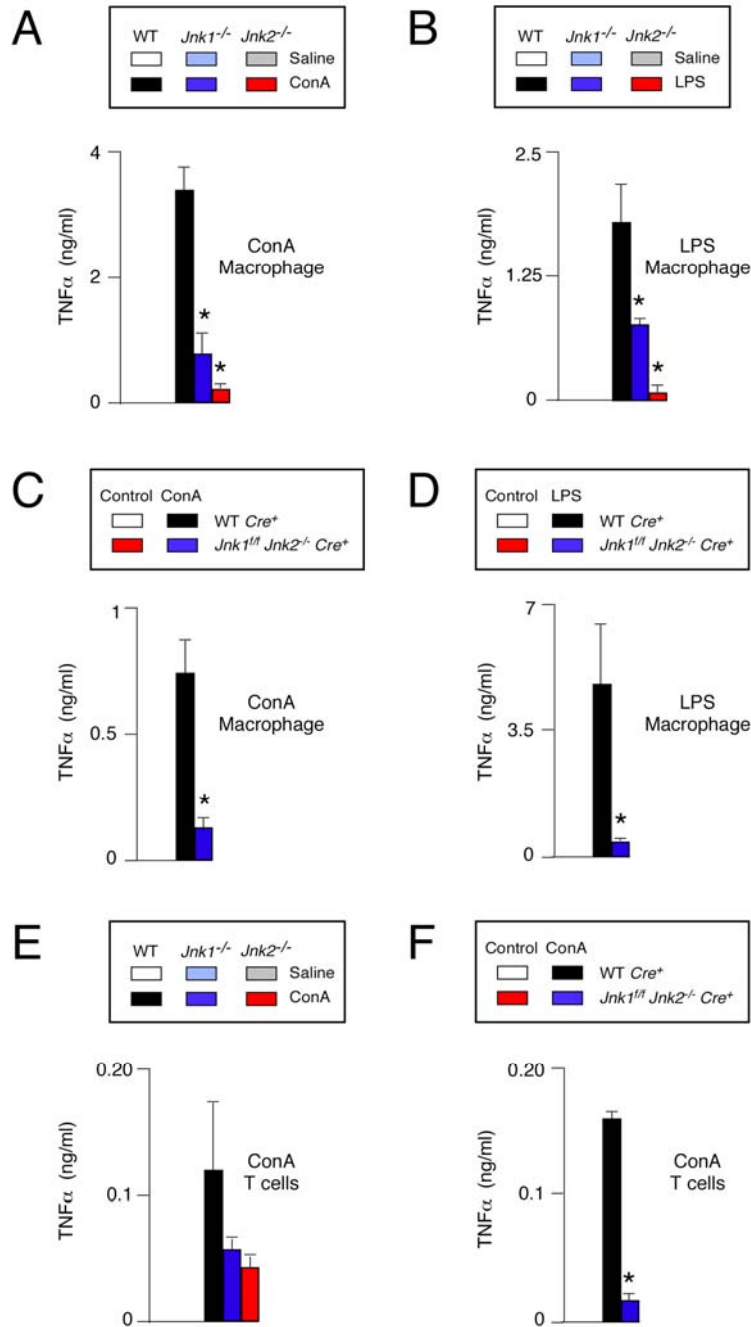 A
WT Jnk1-/- Jnk2-/-
Saline
ConA
4
2
0
TNFα (ng/ml)
ConA
Macrophage
*
*
B
WT Jnk1-/- Jnk2-/-
Saline
LPS
2.5
1.25
0
TNFα (ng/ml)
LPS
Macrophage
*
*
C
Control ConA
WT Cre+
Jnk1f/f Jnk2-/- Cre+
1
0.5
0
TNFα (ng/ml)
ConA
Macrophage
*
D
Control LPS
WT Cre+
Jnk1f/f Jnk2-/- Cre+
7
3.5
0
TNFα (ng/ml)
LPS
Macrophage
*
E
WT Jnk1-/- Jnk2-/-
Saline
ConA
0.20
0.1
0
TNFα (ng/ml)
ConA
T cells
F
Control ConA
WT Cre+
Jnk1f/f Jnk2-/- Cre+
0.20
0.1
0
TNFα (ng/ml)
ConA
T cells
*